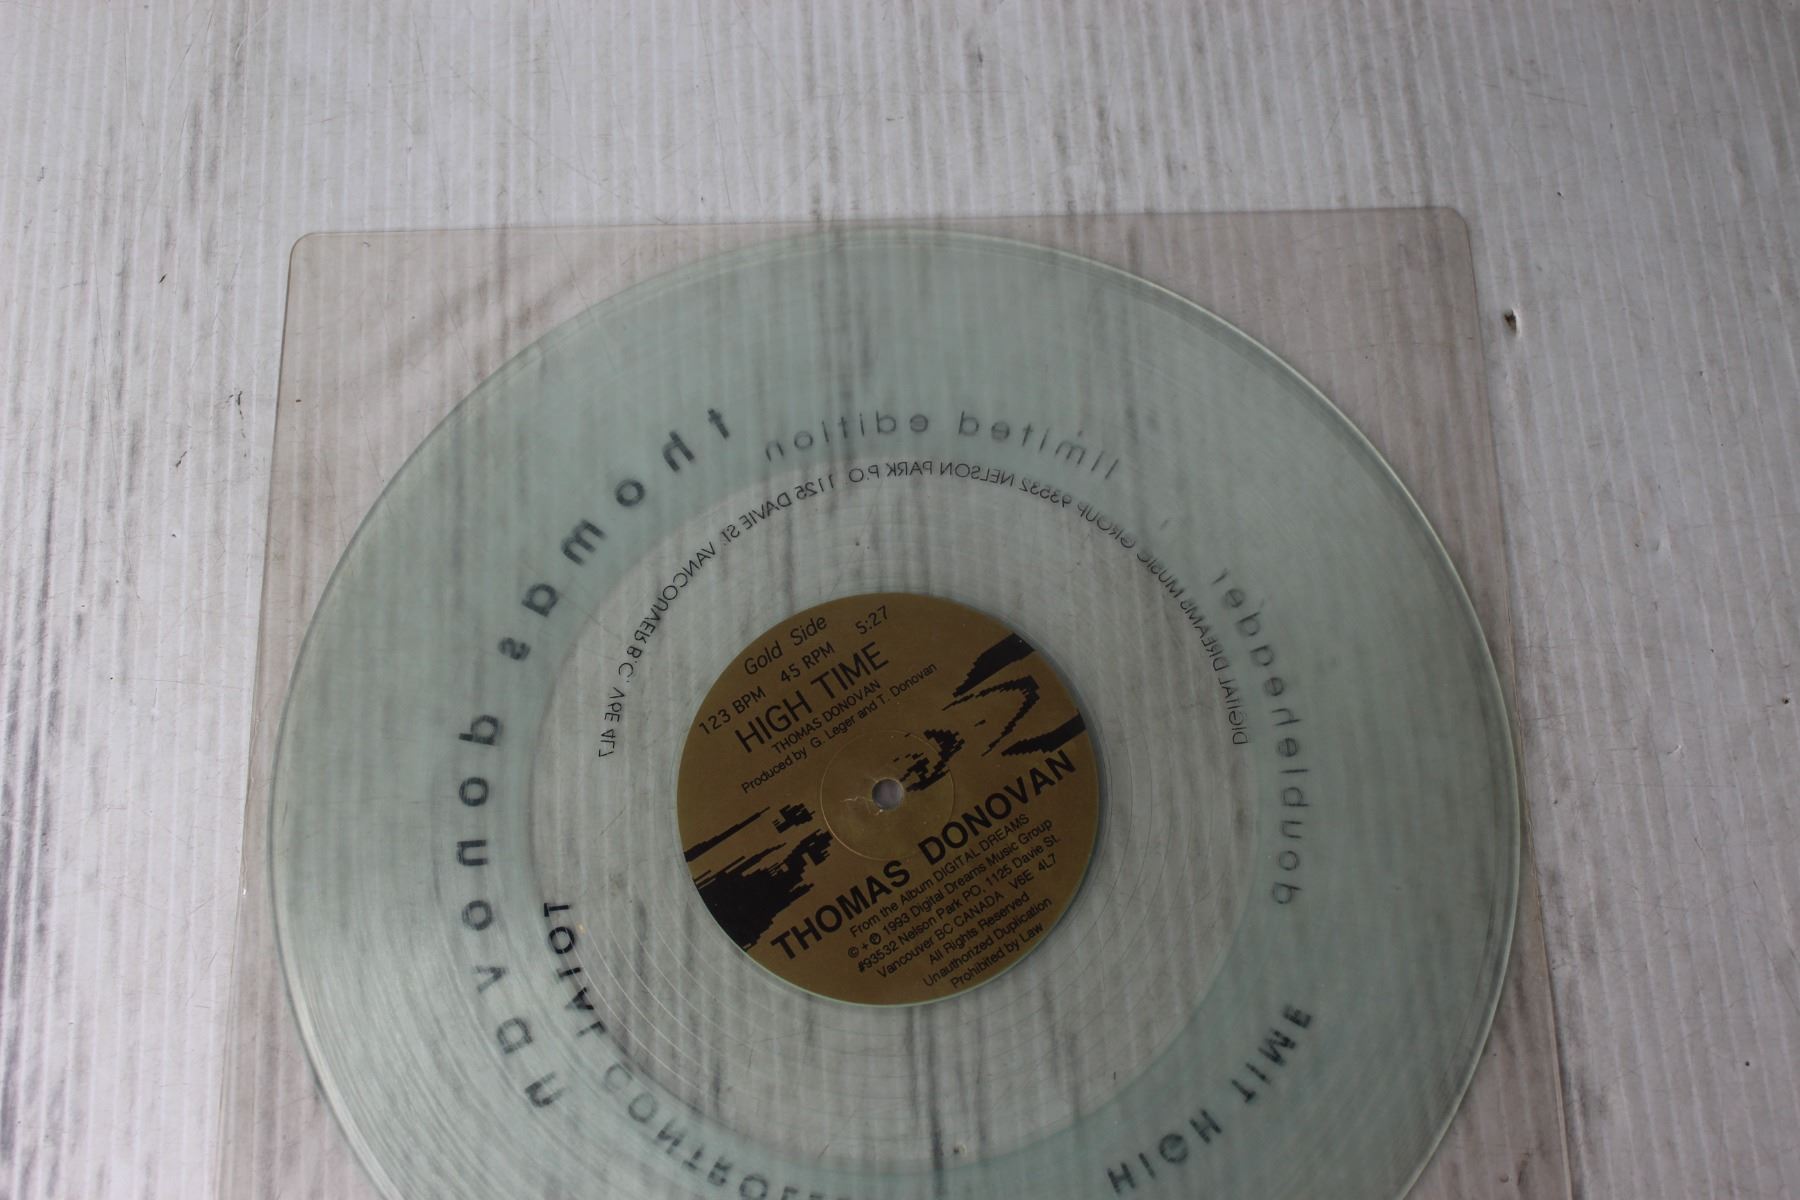 Gold Side
123 BPM 45 RPM 5:27
HIGH TIME
THOMAS DONOVAN
Produced by G. Leger and T. Donovan
THOMAS DONOVAN
From the Album DIGITAL DREAMS
© + ℗ 1993 Digital Dreams Music Group
#93532 Nelson Park PO, 1125 Davie St.
Vancouver BC CANADA V6E 4L7
All Rights Reserved
Unauthorized Duplication
Prohibited by Law
thomas donovan
limited edition
doubleheader
DIGITAL DREAMS MUSIC GROUP 93532 NELSON PARK P.O. 1125 DAVIE St. VANCOUVER B.C. V6E 4L7
HIGH TIME